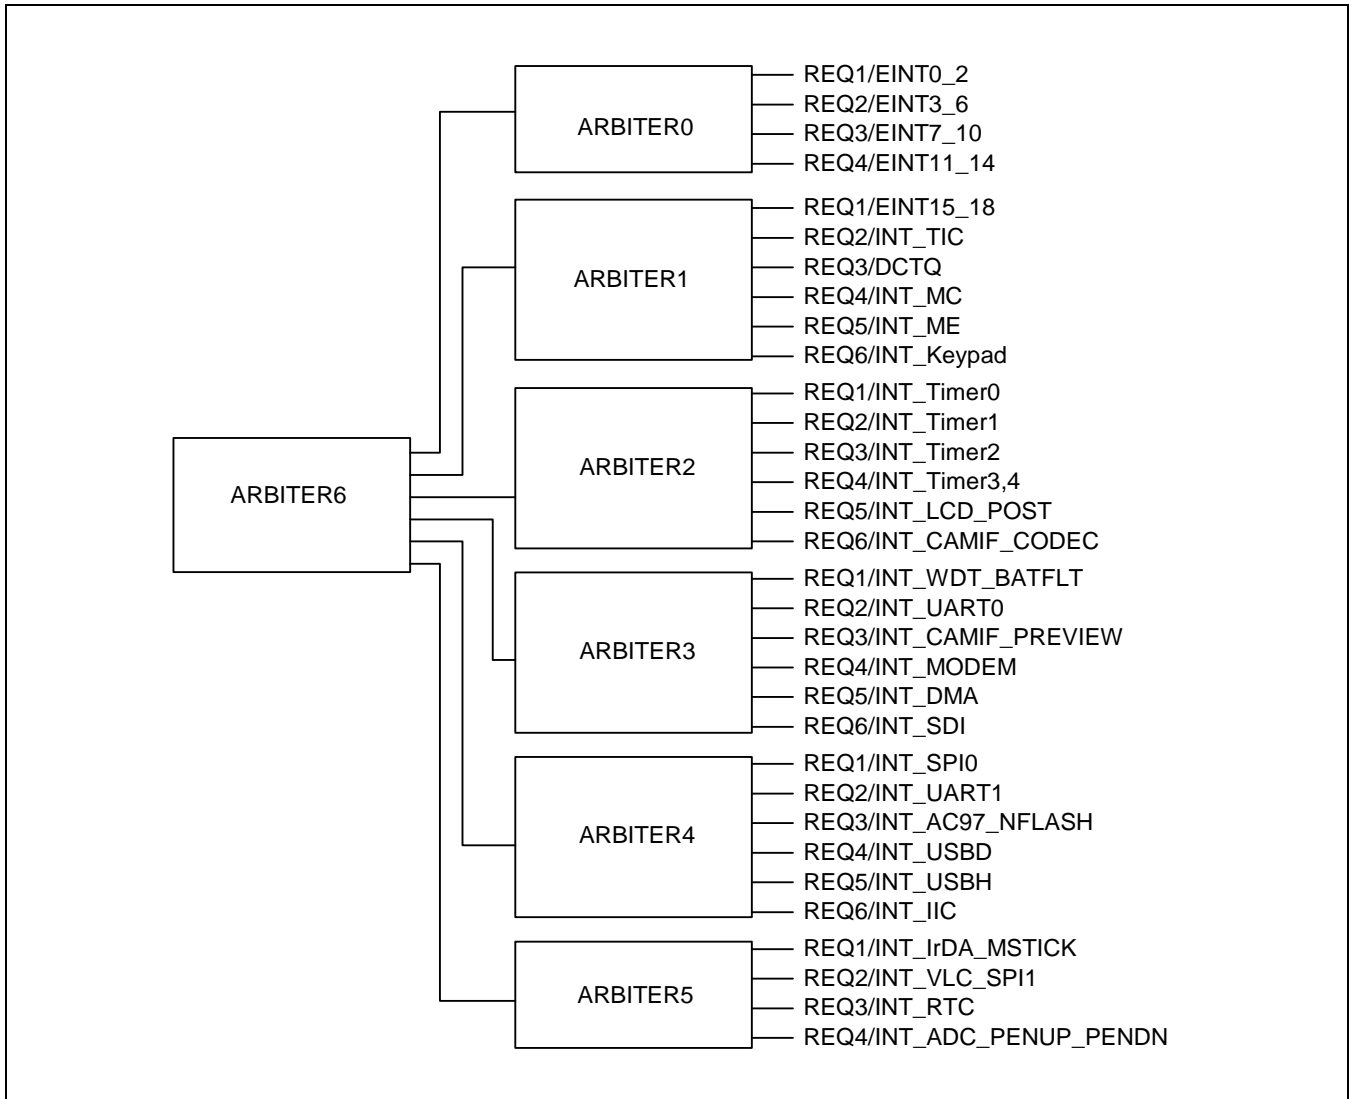 ARBITER0
REQ1/EINT0_2
REQ2/EINT3_6
REQ3/EINT7_10
REQ4/EINT11_14
ARBITER1
REQ1/EINT15_18
REQ2/INT_TIC
REQ3/DCTQ
REQ4/INT_MC
REQ5/INT_ME
REQ6/INT_Keypad
ARBITER6
ARBITER2
REQ1/INT_Timer0
REQ2/INT_Timer1
REQ3/INT_Timer2
REQ4/INT_Timer3,4
REQ5/INT_LCD_POST
REQ6/INT_CAMIF_CODEC
ARBITER3
REQ1/INT_WDT_BATFLT
REQ2/INT_UART0
REQ3/INT_CAMIF_PREVIEW
REQ4/INT_MODEM
REQ5/INT_DMA
REQ6/INT_SDI
ARBITER4
REQ1/INT_SPI0
REQ2/INT_UART1
REQ3/INT_AC97_NFLASH
REQ4/INT_USBD
REQ5/INT_USBH
REQ6/INT_IIC
ARBITER5
REQ1/INT_IrDA_MSTICK
REQ2/INT_VLC_SPI1
REQ3/INT_RTC
REQ4/INT_ADC_PENUP_PENDN